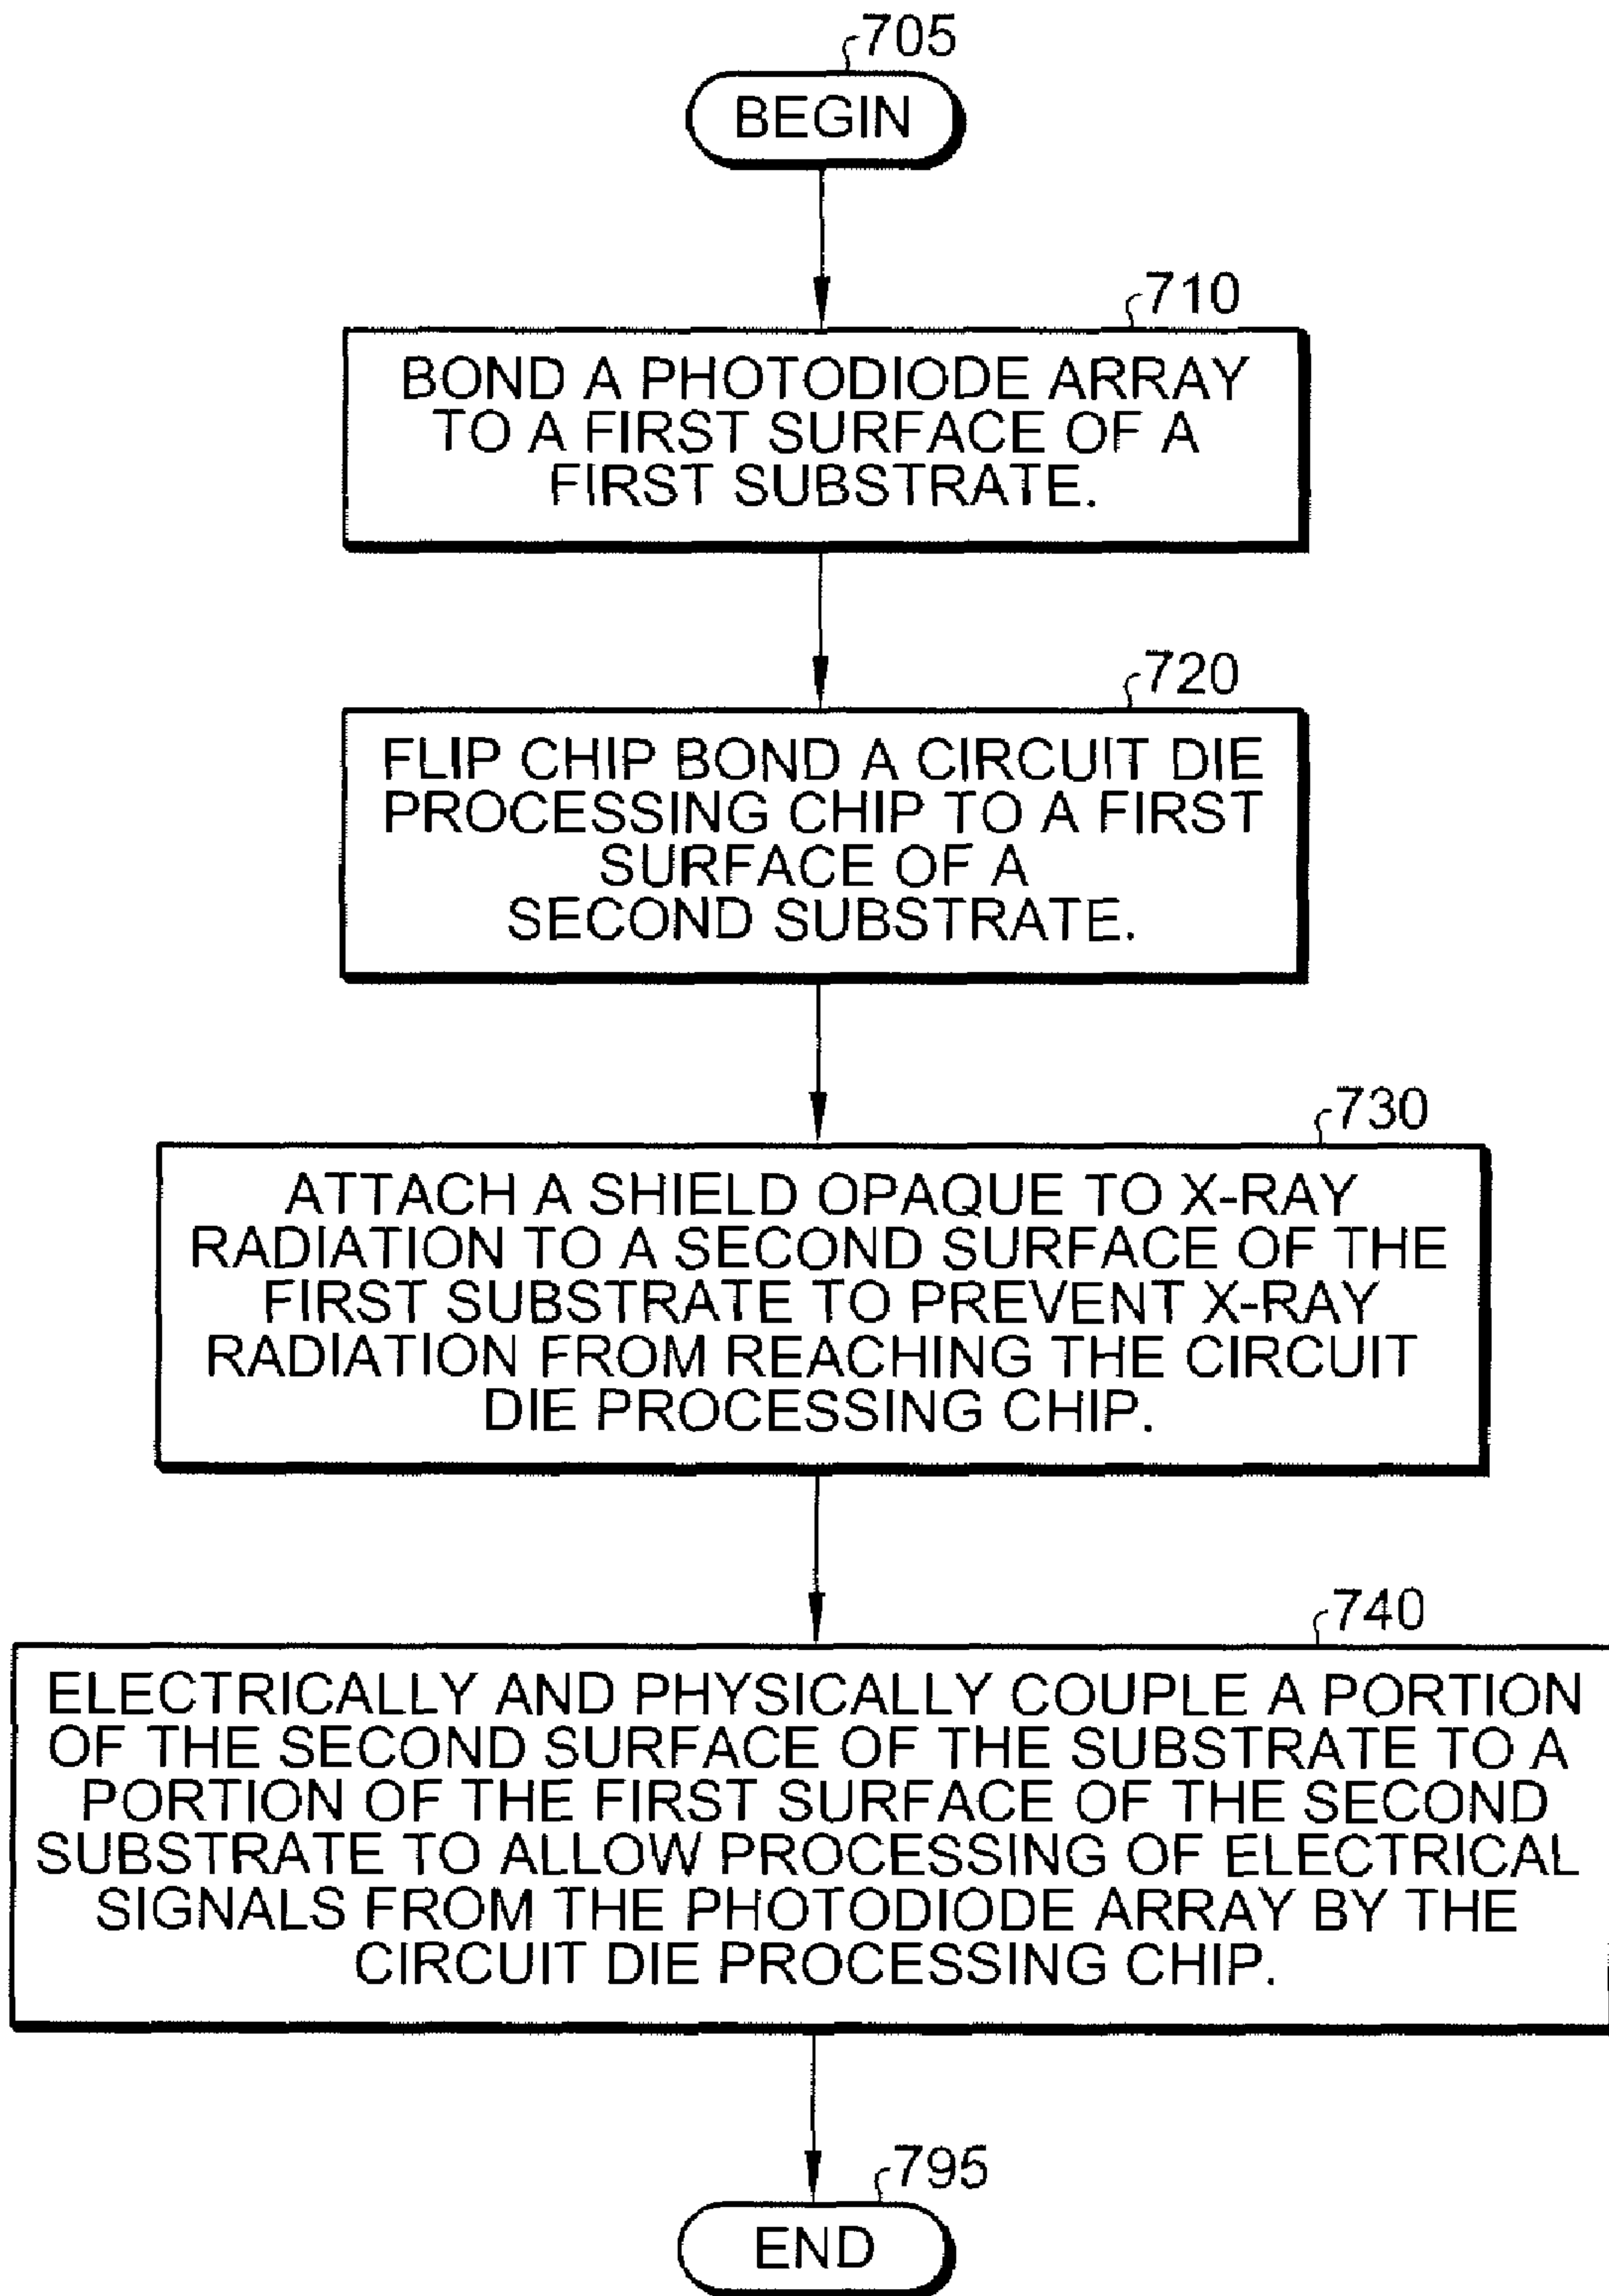 705
BEGIN
710
BOND A PHOTODIODE ARRAY
TO A FIRST SURFACE OF A
FIRST SUBSTRATE.
720
FLIP CHIP BOND A CIRCUIT DIE
PROCESSING CHIP TO A FIRST
SURFACE OF A
SECOND SUBSTRATE.
730
ATTACH A SHIELD OPAQUE TO X-RAY
RADIATION TO A SECOND SURFACE OF THE
FIRST SUBSTRATE TO PREVENT X-RAY
RADIATION FROM REACHING THE CIRCUIT
DIE PROCESSING CHIP.
740
ELECTRICALLY AND PHYSICALLY COUPLE A PORTION
OF THE SECOND SURFACE OF THE SUBSTRATE TO A
PORTION OF THE FIRST SURFACE OF THE SECOND
SUBSTRATE TO ALLOW PROCESSING OF ELECTRICAL
SIGNALS FROM THE PHOTODIODE ARRAY BY THE
CIRCUIT DIE PROCESSING CHIP.
795
END